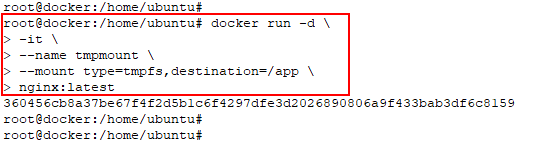 root@docker:/home/ubuntu#
root@docker:/home/ubuntu# docker run -d \
> -it \
> --name tmpmount \
> --mount type=tmpfs,destination=/app \
> nginx:latest
360456cb8a37be67f4f2d5b1c6f4297dfe3d2026890806a9f433bab3df6c8159
root@docker:/home/ubuntu#
root@docker:/home/ubuntu#